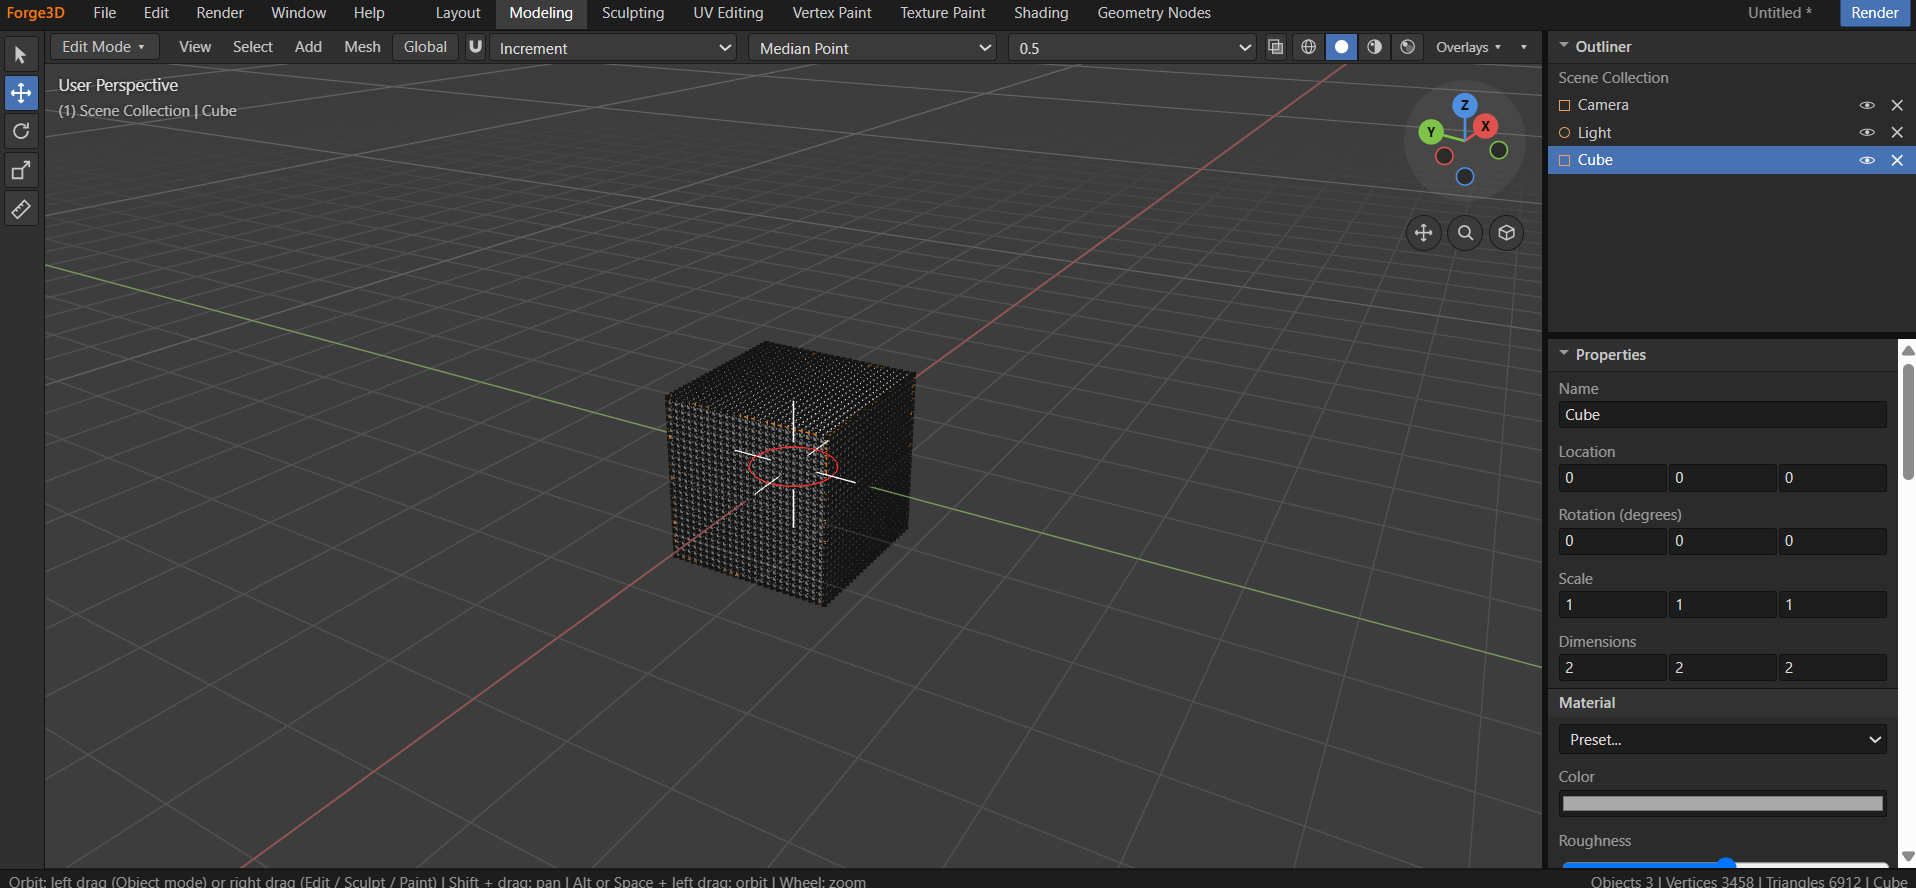 Forge3D File Edit Render Window Help Layout Modeling Sculpting UV Editing Vertex Paint Texture Paint Shading Geometry Nodes Untitled * Render
Edit Mode View Select Add Mesh Global Increment Median Point 0.5 Overlays
User Perspective
(1) Scene Collection | Cube
Z
Y X
Outliner
Scene Collection
Camera
Light
Cube
Properties
Name
Cube
Location
0 0 0
Rotation (degrees)
0 0 0
Scale
1 1 1
Dimensions
2 2 2
Material
Preset...
Color
Roughness
Orbit: left drag (Object mode) or right drag (Edit / Sculpt / Paint) | Shift + drag: pan | Alt or Space + left drag: orbit | Wheel: zoom
Objects 3 | Vertices 3458 | Triangles 6912 | Cube